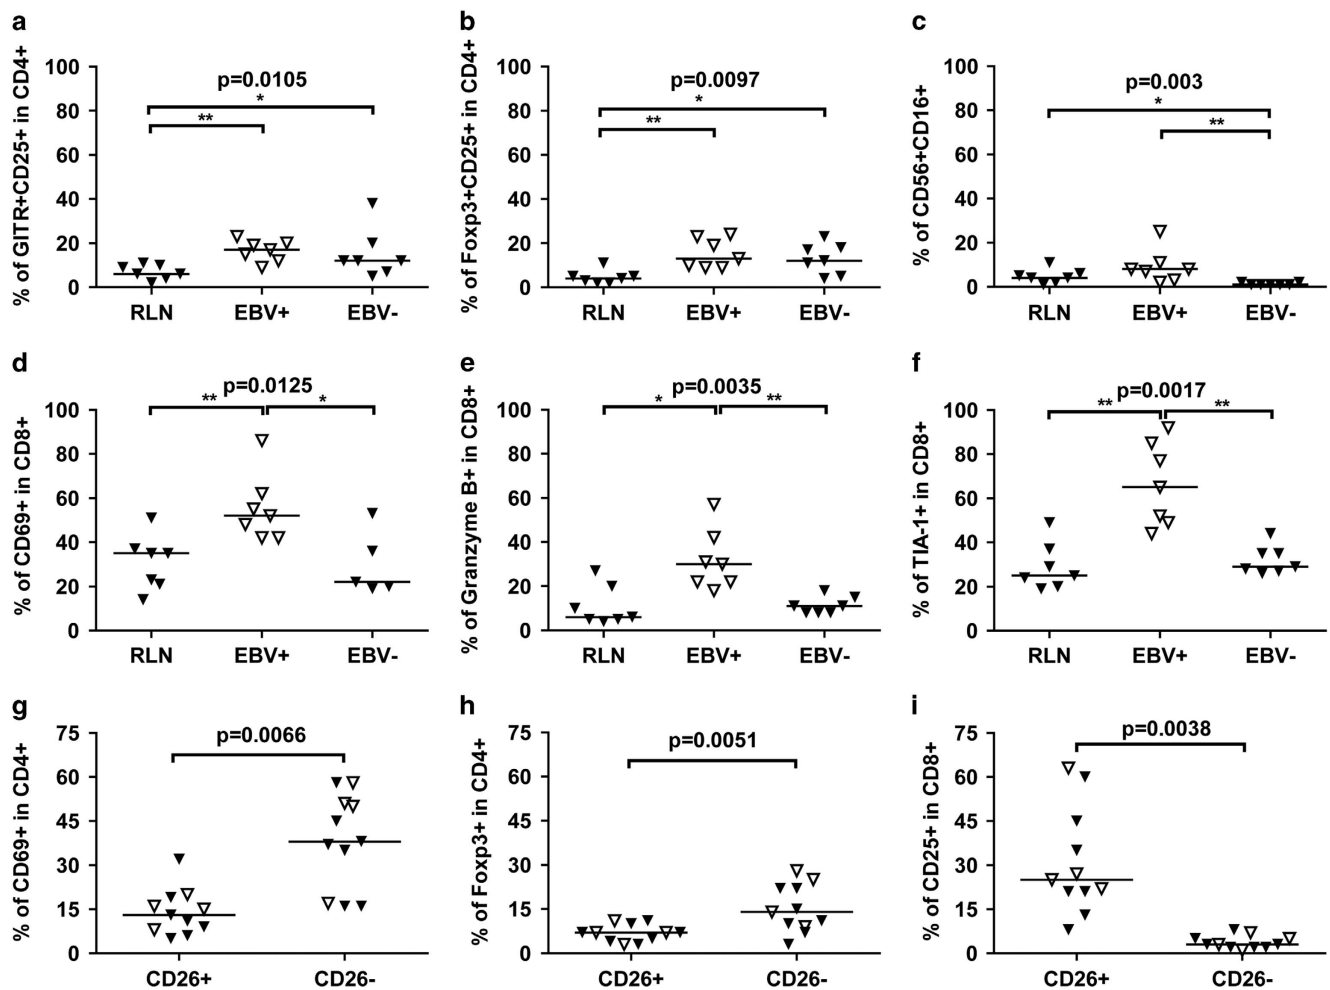 a
% of GITR+CD25+ in CD4+
100
80
60
40
20
0
p=0.0105
*
**
RLN EBV+ EBV-
b
% of Foxp3+CD25+ in CD4+
100
80
60
40
20
0
p=0.0097
*
**
RLN EBV+ EBV-
c
% of CD56+CD16+
100
80
60
40
20
0
p=0.003
*
**
RLN EBV+ EBV-
d
% of CD69+ in CD8+
100
80
60
40
20
0
p=0.0125
** *
RLN EBV+ EBV-
e
% of Granzyme B+ in CD8+
100
80
60
40
20
0
p=0.0035
* **
RLN EBV+ EBV-
f
% of TIA-1+ in CD8+
100
80
60
40
20
0
p=0.0017
** **
RLN EBV+ EBV-
g
% of CD69+ in CD4+
75
60
45
30
15
0
p=0.0066
CD26+ CD26-
h
% of Foxp3+ in CD4+
75
60
45
30
15
0
p=0.0051
CD26+ CD26-
i
% of CD25+ in CD8+
75
60
45
30
15
0
p=0.0038
CD26+ CD26-